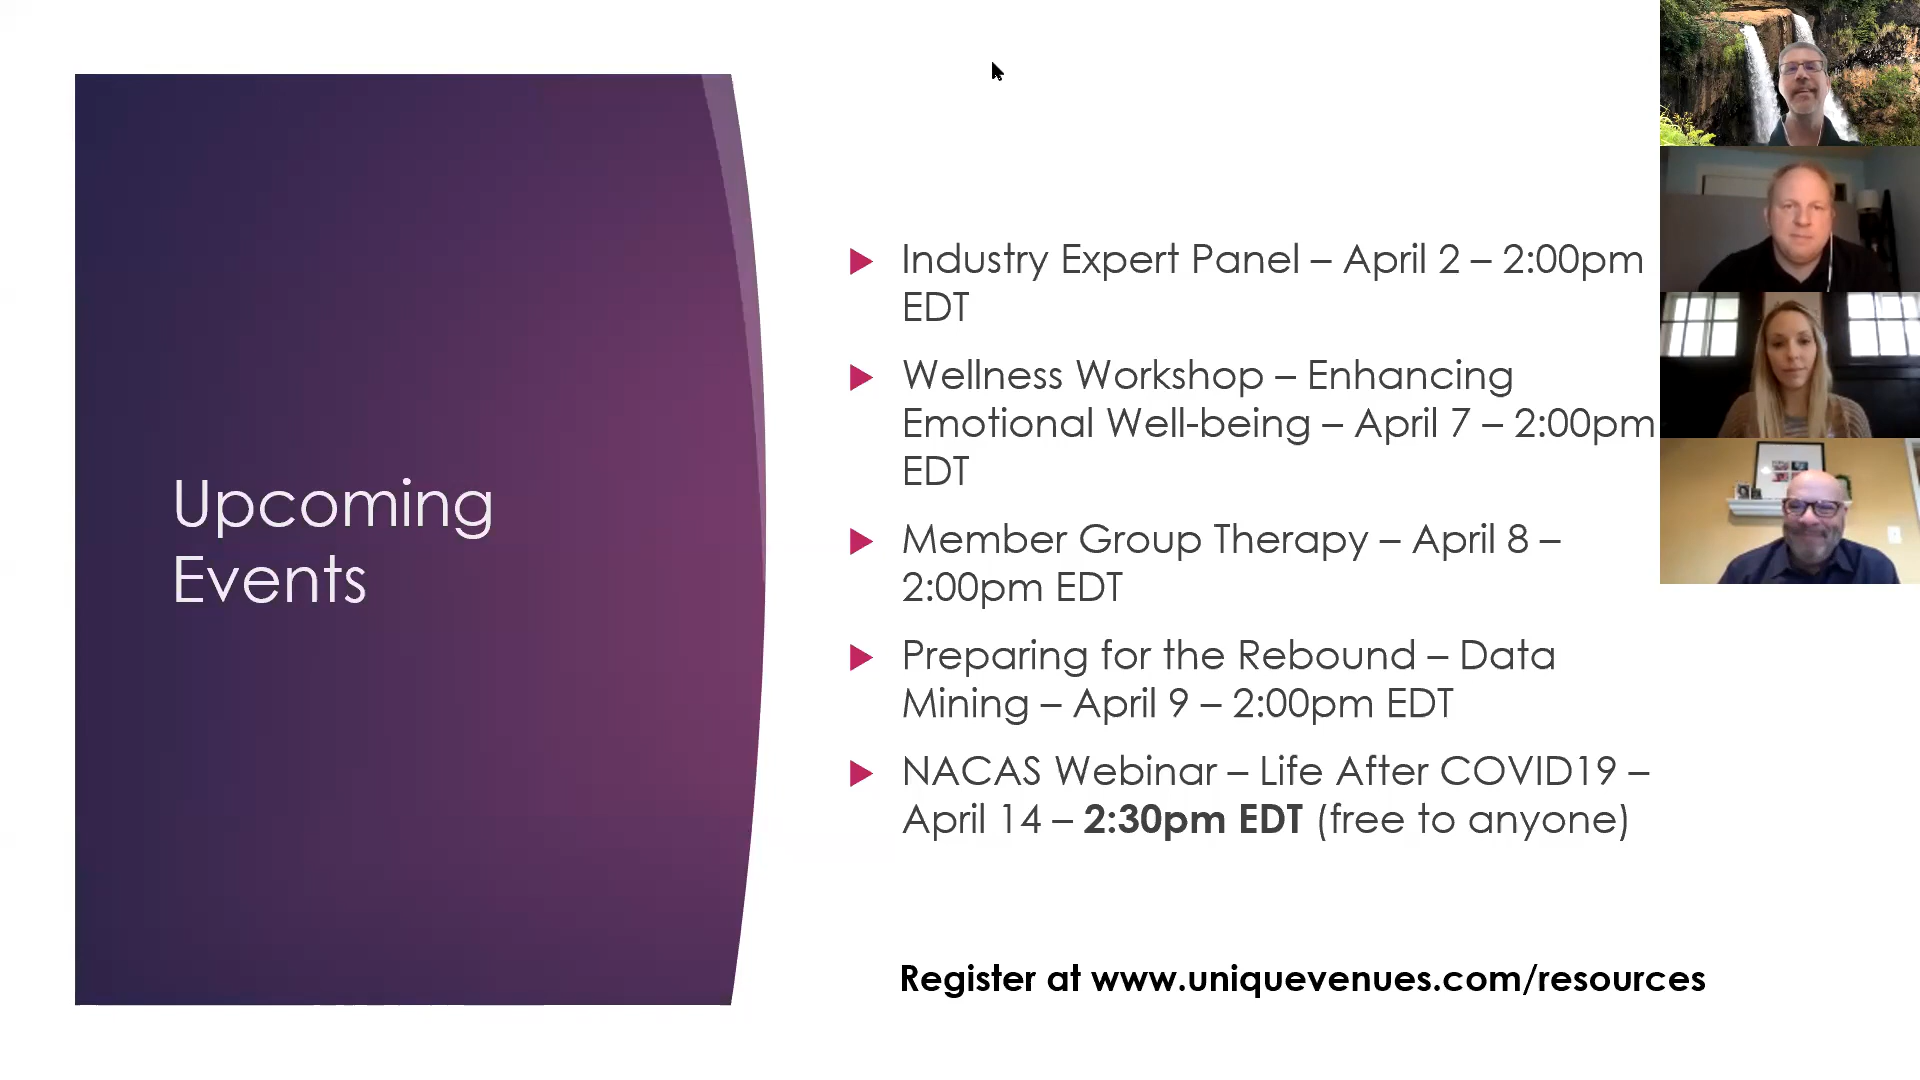 Upcoming
Events
Industry Expert Panel – April 2 – 2:00pm
EDT
Wellness Workshop – Enhancing
Emotional Well-being – April 7 – 2:00pm
EDT
Member Group Therapy – April 8 –
2:00pm EDT
Preparing for the Rebound – Data
Mining – April 9 – 2:00pm EDT
NACAS Webinar – Life After COVID19 –
April 14 – 2:30pm EDT (free to anyone)
Register at www.uniquevenues.com/resources